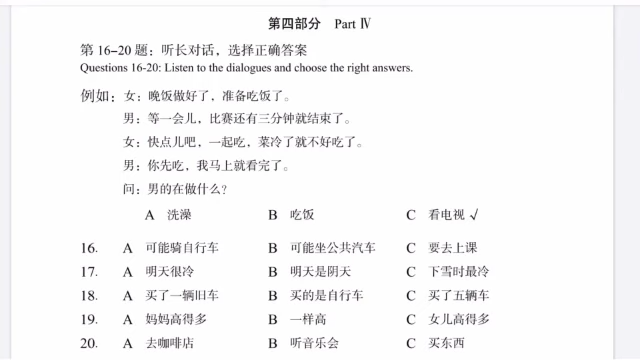 第四部分 Part Ⅳ
第 16-20 题：听长对话，选择正确答案
Questions 16-20: Listen to the dialogues and choose the right answers.
例如：女：晚饭做好了，准备吃饭了。
男：等一会儿，比赛还有三分钟就结束了。
女：快点儿吧，一起吃，菜冷了就不好吃了。
男：你先吃，我马上就看完了。
问：男的在做什么？
A 洗澡 B 吃饭 C 看电视 √
16. A 可能骑自行车 B 可能坐公共汽车 C 要去上课
17. A 明天很冷 B 明天是阴天 C 下雪时最冷
18. A 买了一辆旧车 B 买的是自行车 C 买了五辆车
19. A 妈妈高得多 B 一样高 C 女儿高得多
20. A 去咖啡店 B 听音乐会 C 买东西